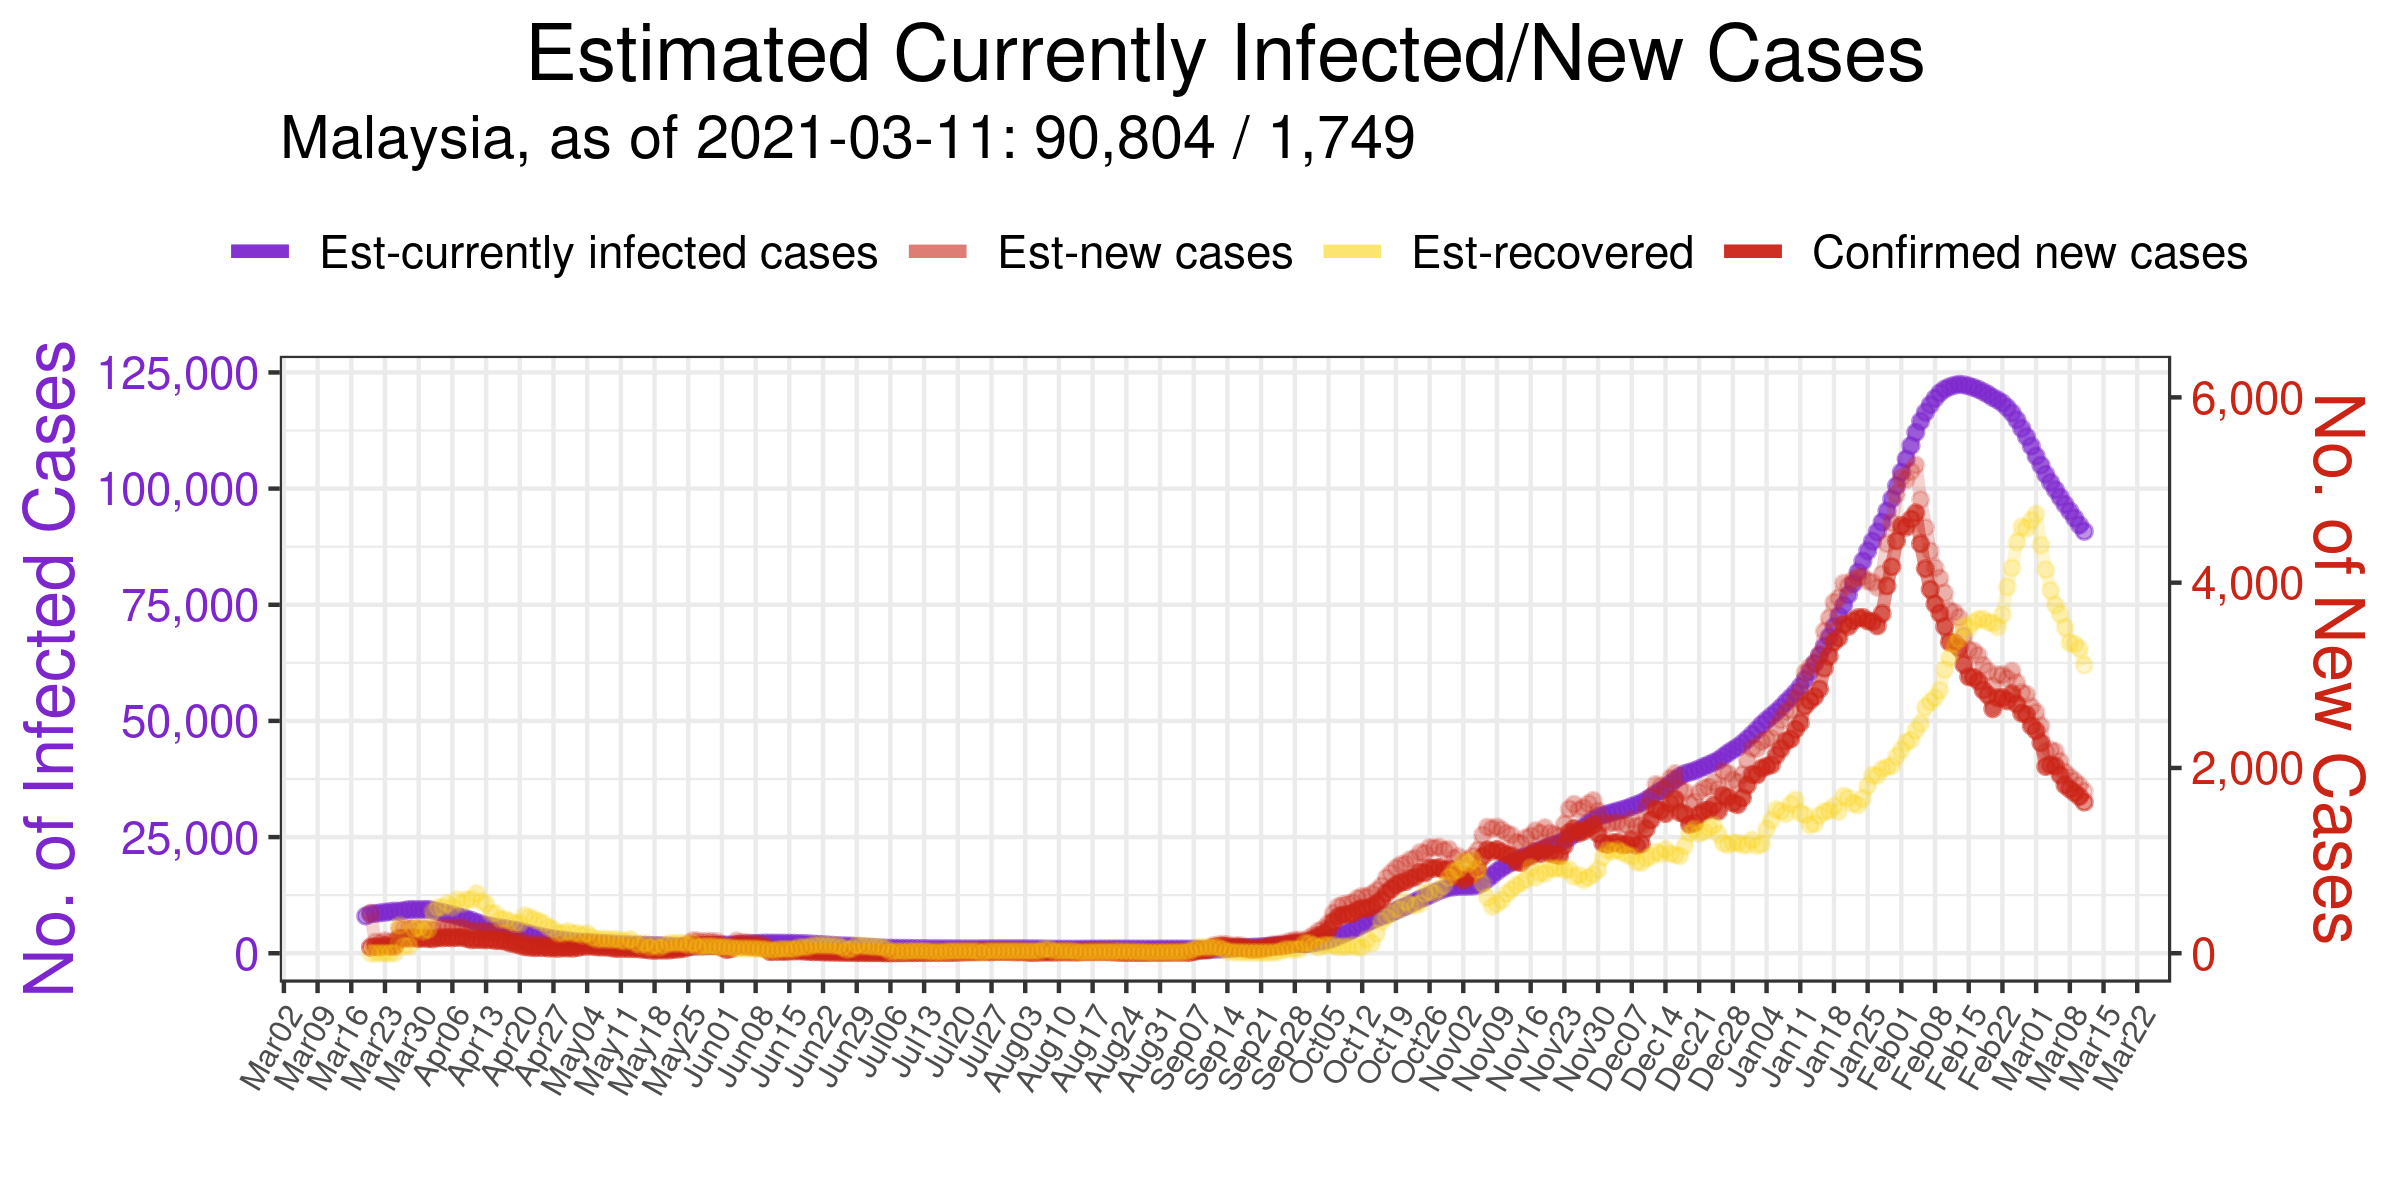 Estimated Currently Infected/New Cases
Malaysia, as of 2021-03-11: 90,804 / 1,749
Est-currently infected cases Est-new cases Est-recovered Confirmed new cases
No. of Infected Cases
125,000
100,000
75,000
50,000
25,000
0
6,000
4,000
2,000
0
No. of New Cases
Mar02 Mar09 Mar16 Mar23 Mar30 Apr06 Apr13 Apr20 Apr27 May04 May11 May18 May25 Jun01 Jun08 Jun15 Jun22 Jun29 Jul06 Jul13 Jul20 Jul27 Aug03 Aug10 Aug17 Aug24 Aug31 Sep07 Sep14 Sep21 Sep28 Oct05 Oct12 Oct19 Oct26 Nov02 Nov09 Nov16 Nov23 Nov30 Dec07 Dec14 Dec21 Dec28 Jan04 Jan11 Jan18 Jan25 Feb01 Feb08 Feb15 Feb22 Mar01 Mar08 Mar15 Mar22